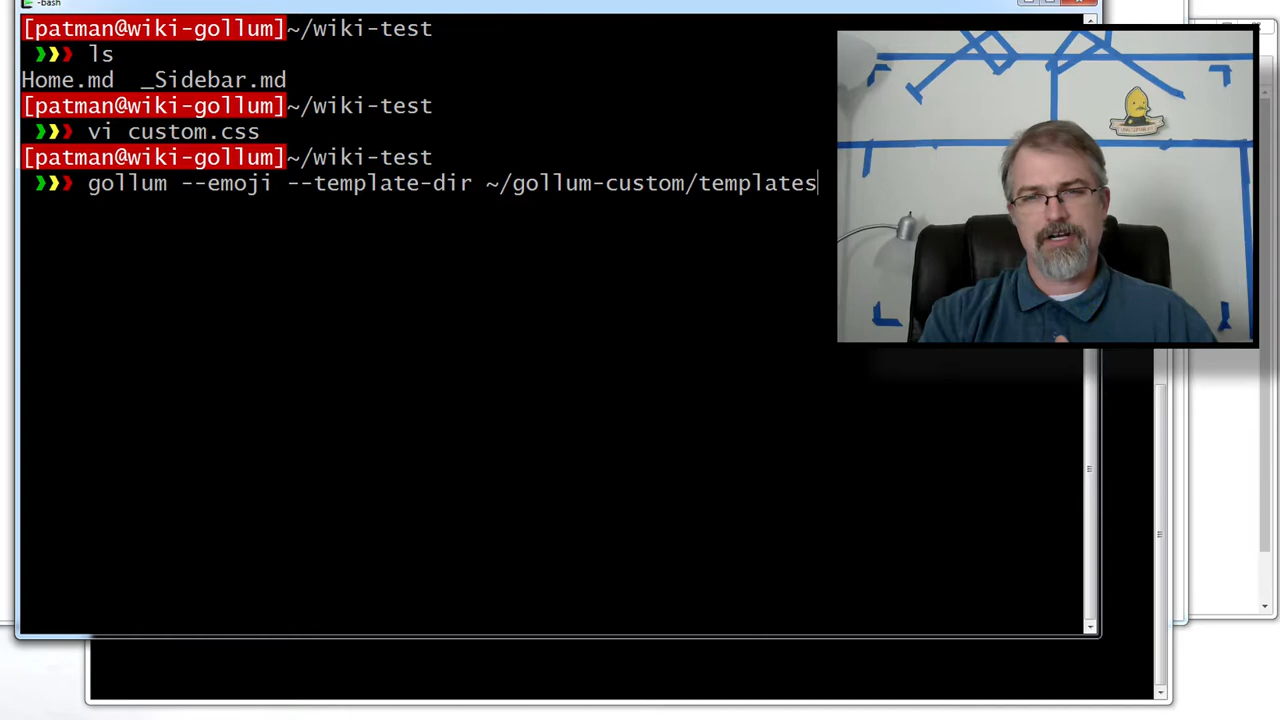 -bash
[patman@wiki-gollum]~/wiki-test
❯❯❯ ls
Home.md _Sidebar.md
[patman@wiki-gollum]~/wiki-test
❯❯❯ vi custom.css
[patman@wiki-gollum]~/wiki-test
❯❯❯ gollum --emoji --template-dir ~/gollum-custom/templates